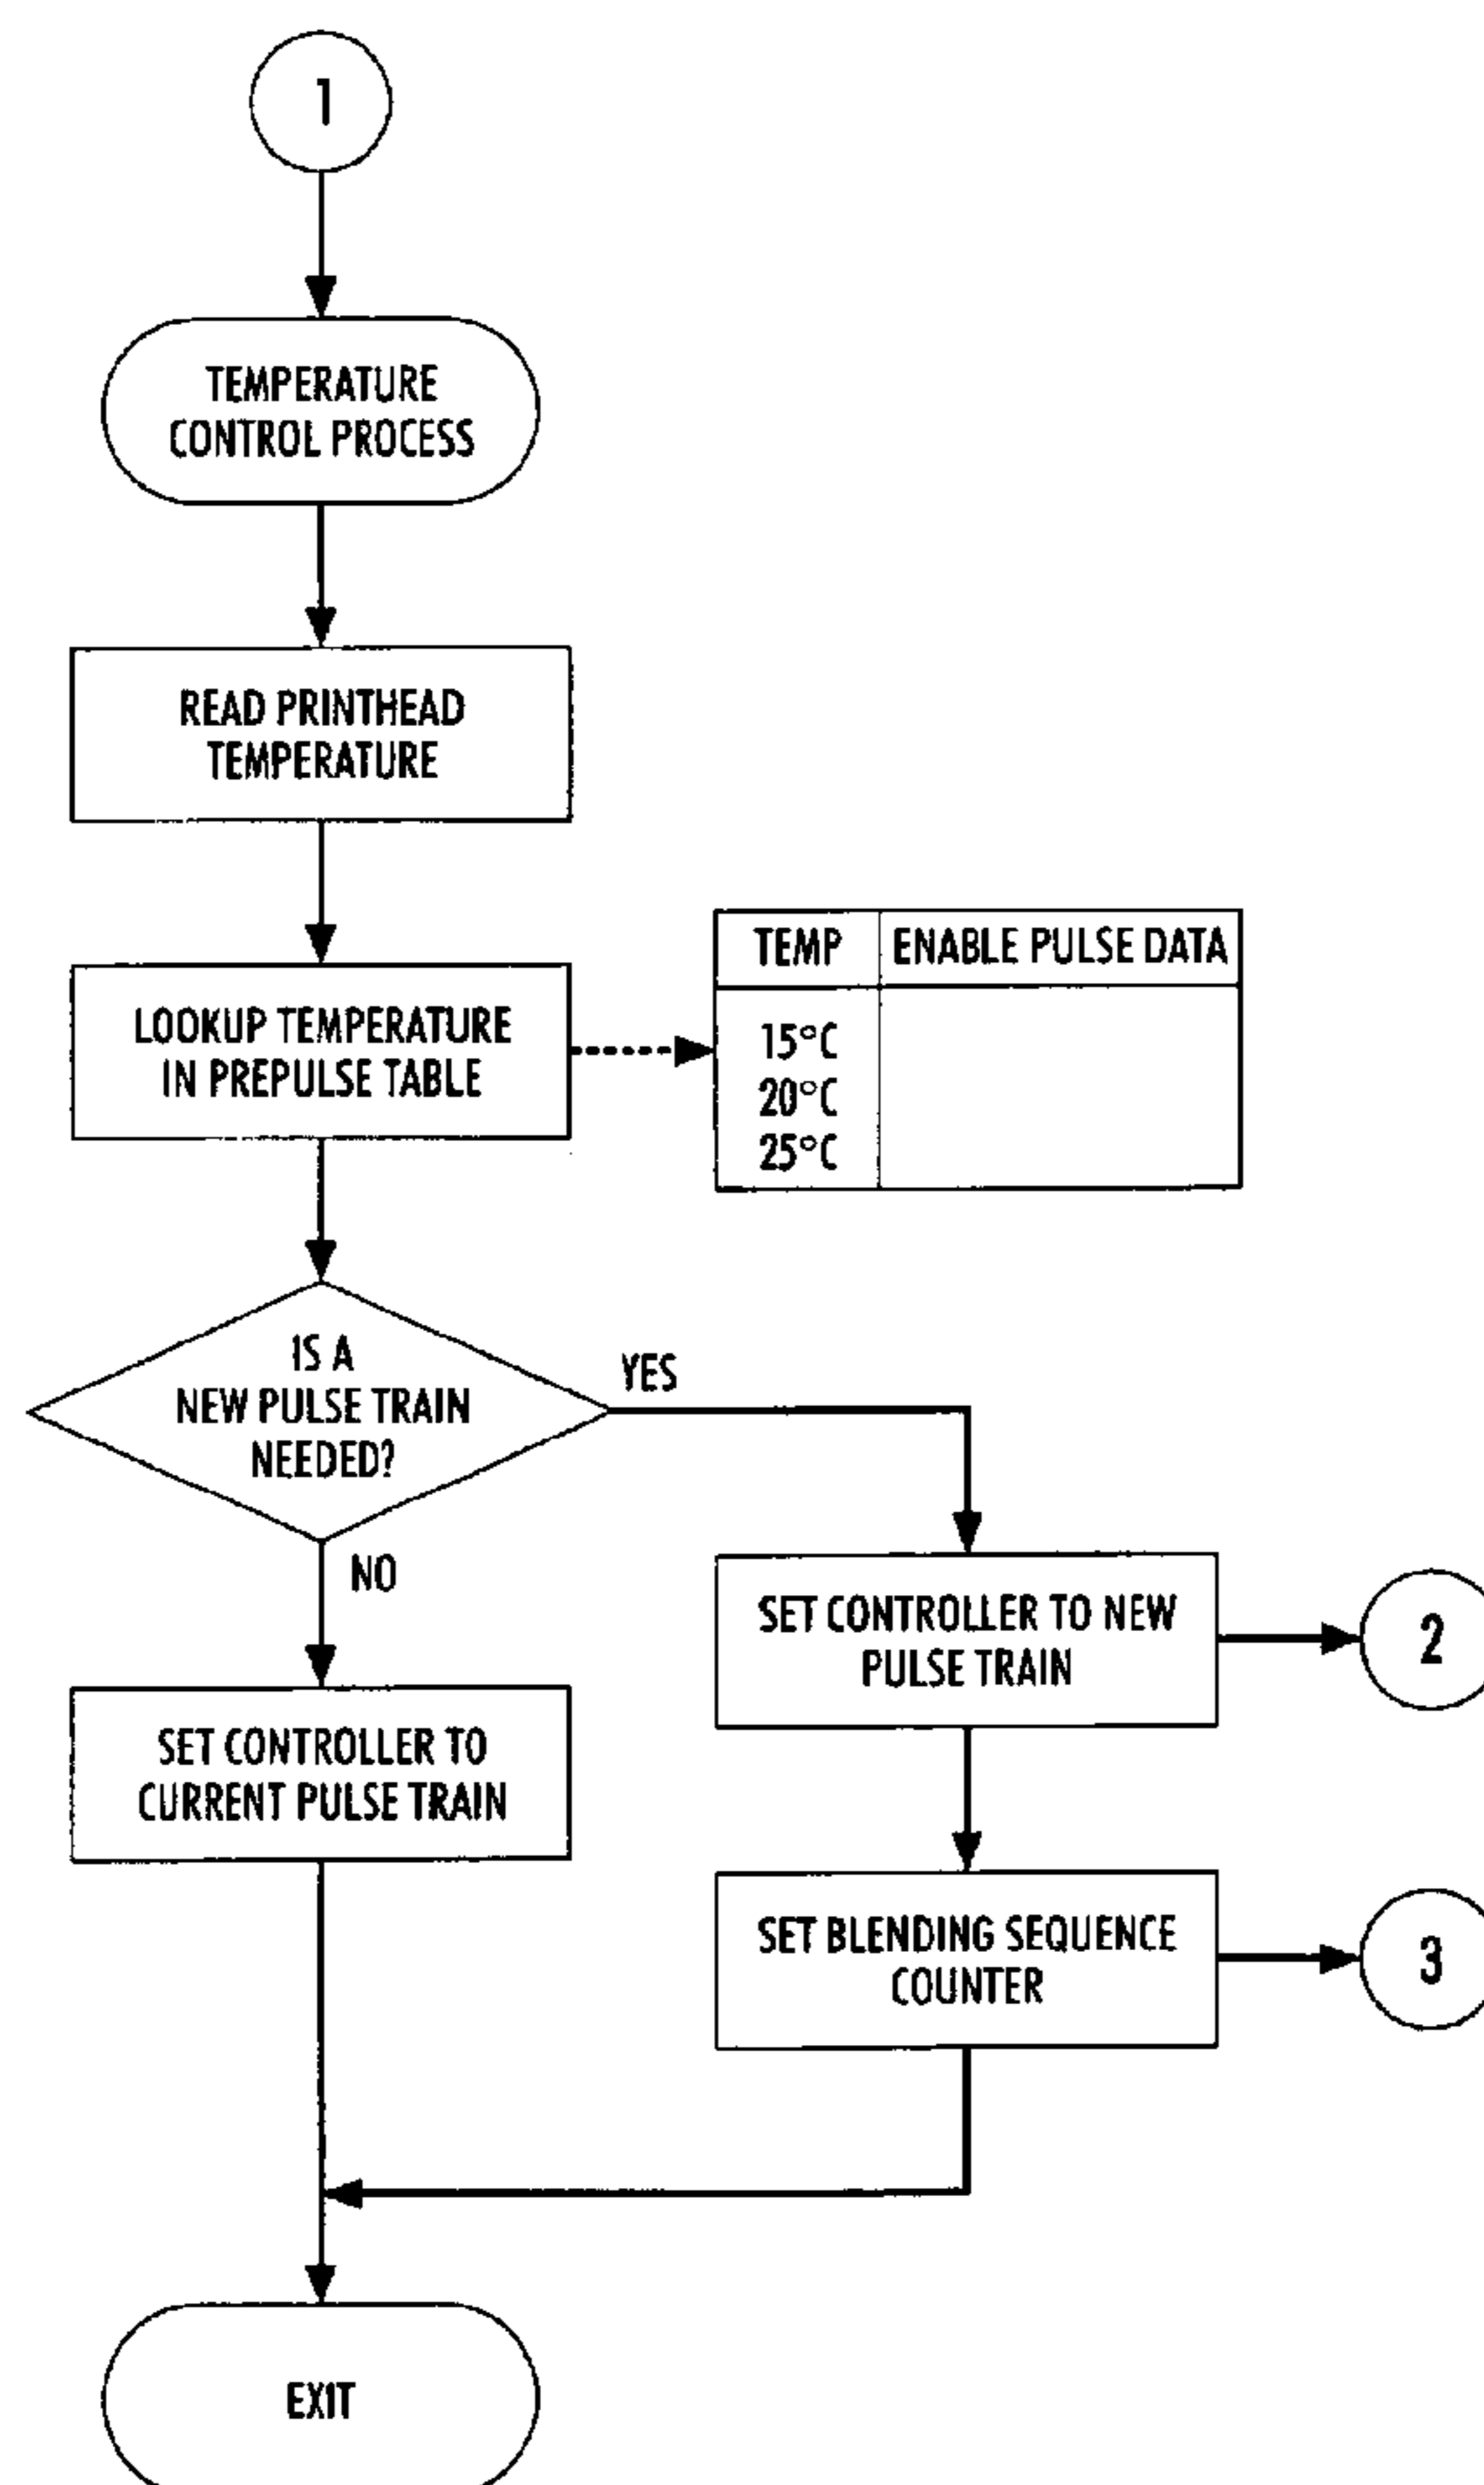 1
TEMPERATURE
CONTROL PROCESS
READ PRINTHEAD
TEMPERATURE
LOOKUP TEMPERATURE
IN PREPULSE TABLE
TEMP ENABLE PULSE DATA
15°C
20°C
25°C
IS A
NEW PULSE TRAIN
NEEDED?
YES
NO
SET CONTROLLER TO NEW
PULSE TRAIN
2
SET CONTROLLER TO
CURRENT PULSE TRAIN
SET BLENDING SEQUENCE
COUNTER
3
EXIT